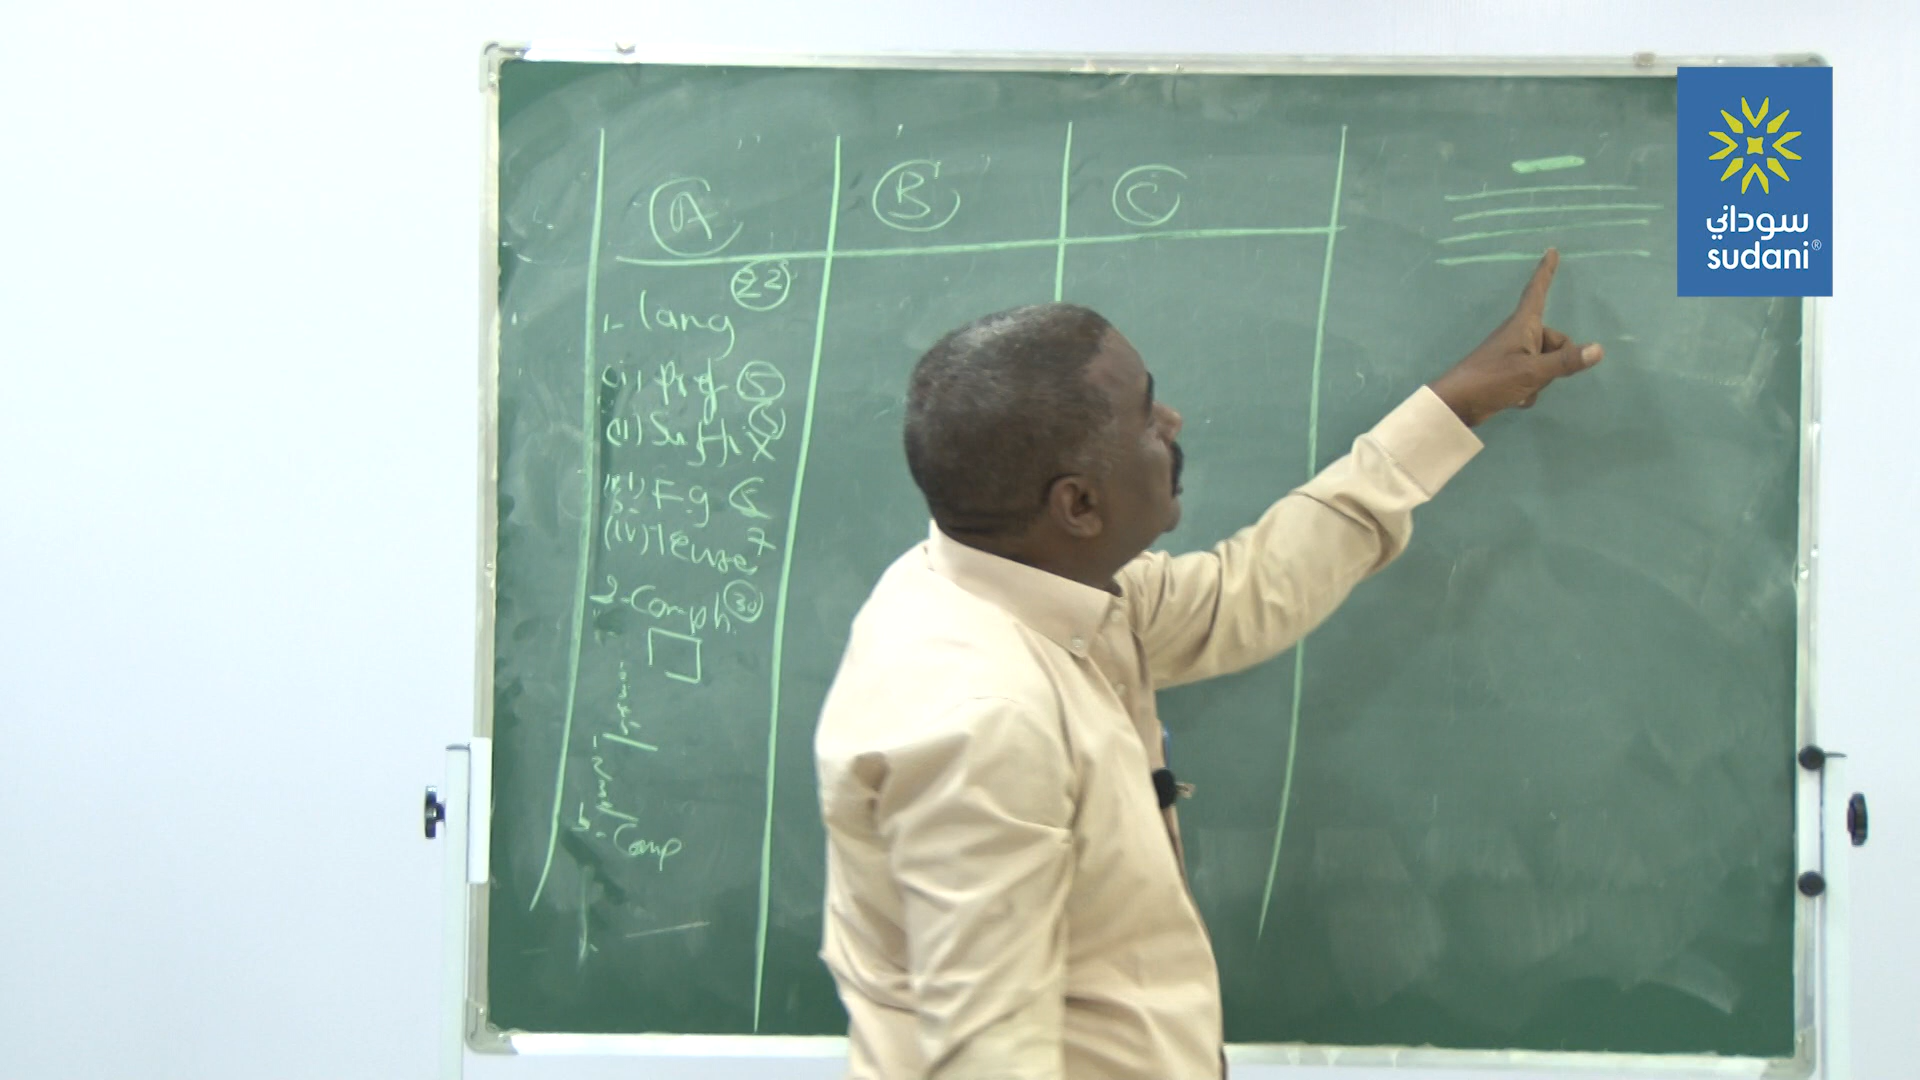 A B C
22
1- lang
(i) Pref 5
(ii) Suffix 5
(iii) F.g 5
(iv) Tense 7
2- Comph. 30
3- Comp
سوداني
sudani®